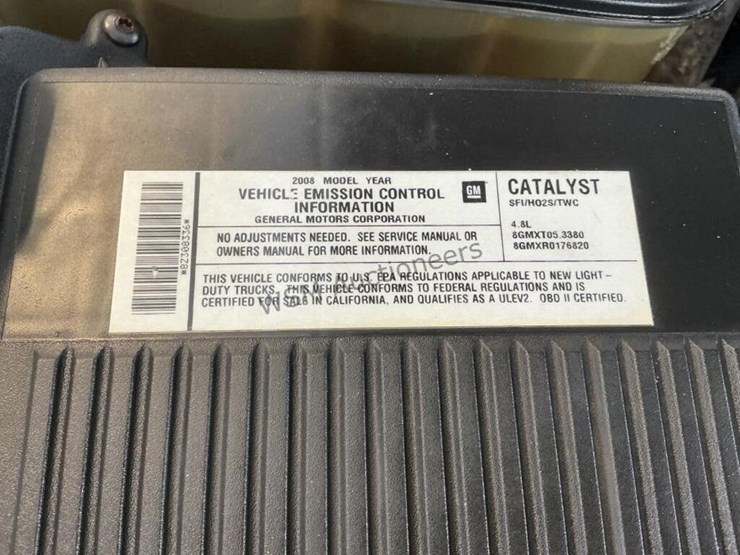 2008 MODEL YEAR
VEHICLE EMISSION CONTROL
INFORMATION
GENERAL MOTORS CORPORATION
GM
CATALYST
SFI/HO2S/TWC
4.8L
8GMXT05.3380
8GMXR0176820
NO ADJUSTMENTS NEEDED. SEE SERVICE MANUAL OR
OWNERS MANUAL FOR MORE INFORMATION.
THIS VEHICLE CONFORMS TO U.S. EPA REGULATIONS APPLICABLE TO NEW LIGHT-
DUTY TRUCKS. THIS VEHICLE CONFORMS TO FEDERAL REGULATIONS AND IS
CERTIFIED FOR SALE IN CALIFORNIA, AND QUALIFIES AS A ULEV2. OBD II CERTIFIED.
*82308336*